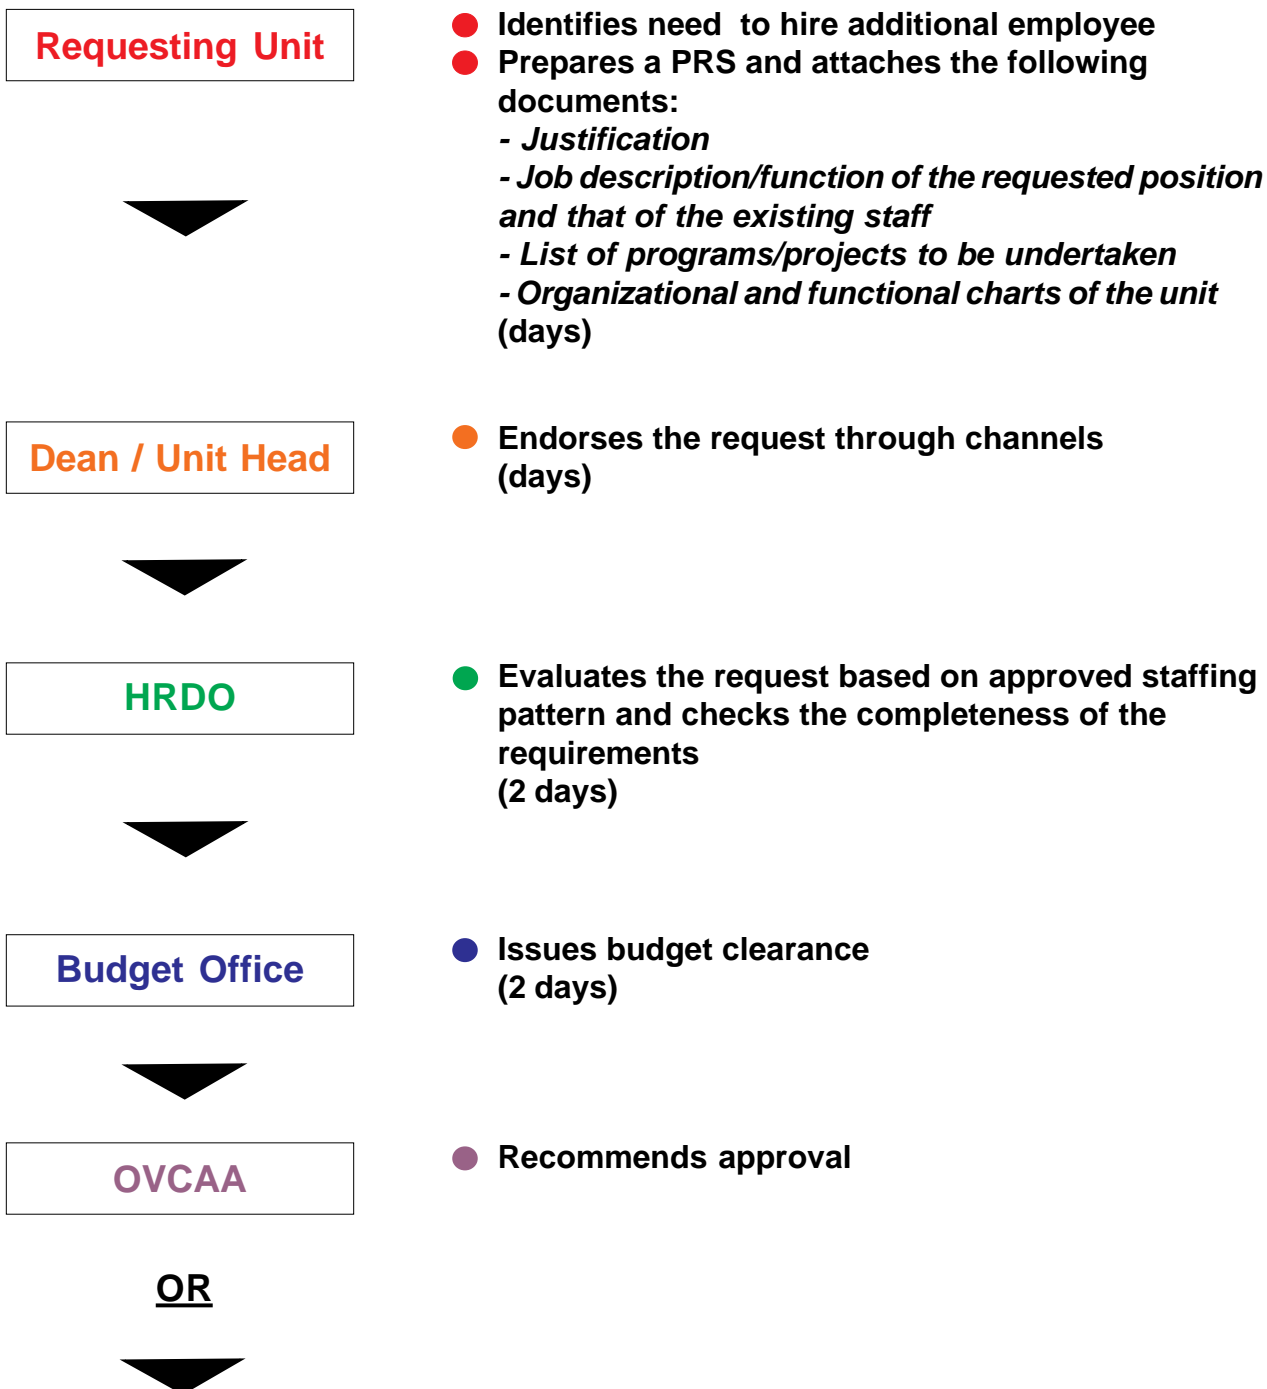 Requesting Unit
Identifies need to hire additional employee
Prepares a PRS and attaches the following
documents:
- Justification
- Job description/function of the requested position
and that of the existing staff
- List of programs/projects to be undertaken
- Organizational and functional charts of the unit
(days)
Dean / Unit Head
Endorses the request through channels
(days)
HRDO
Evaluates the request based on approved staffing
pattern and checks the completeness of the
requirements
(2 days)
Budget Office
Issues budget clearance
(2 days)
OVCAA
Recommends approval
OR